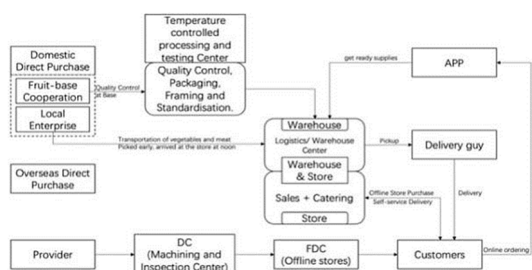 Temperature
controlled
processing and
testing Center
Domestic
Direct Purchase
Fruit-base
Cooperation
Local
Enterprise
Quality Control
at Base
Quality Control,
Packaging,
Framing and
Standardisation.
get ready supplies
APP
Transportation of vegetables and meat
Picked early, arrived at the store at noon
Warehouse
Logistics/ Warehouse
Center
Pickup
Delivery guy
Overseas Direct
Purchase
Warehouse
& Store
Sales + Catering
Store
Offline Store Purchase
Self-service Delivery
Delivery
Provider
DC
(Machining and
Inspection Center)
FDC
(Offline stores)
Customers
Online ordering